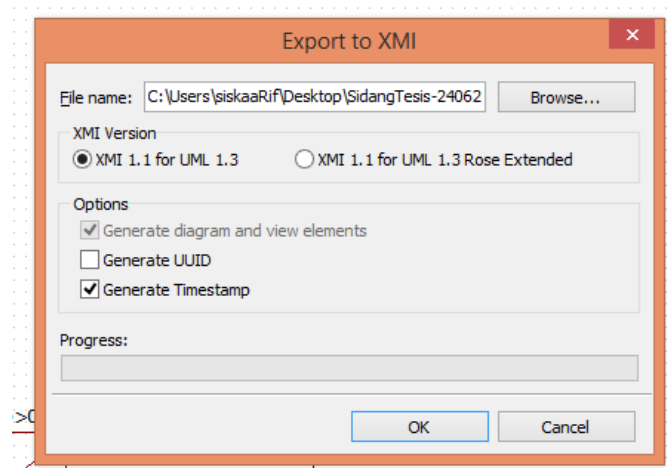 Export to XMI
File name: C:\Users\siskaaRif\Desktop\SidangTesis-24062 Browse...
XMI Version
XMI 1.1 for UML 1.3 XMI 1.1 for UML 1.3 Rose Extended
Options
Generate diagram and view elements
Generate UUID
Generate Timestamp
Progress:
>0
OK Cancel